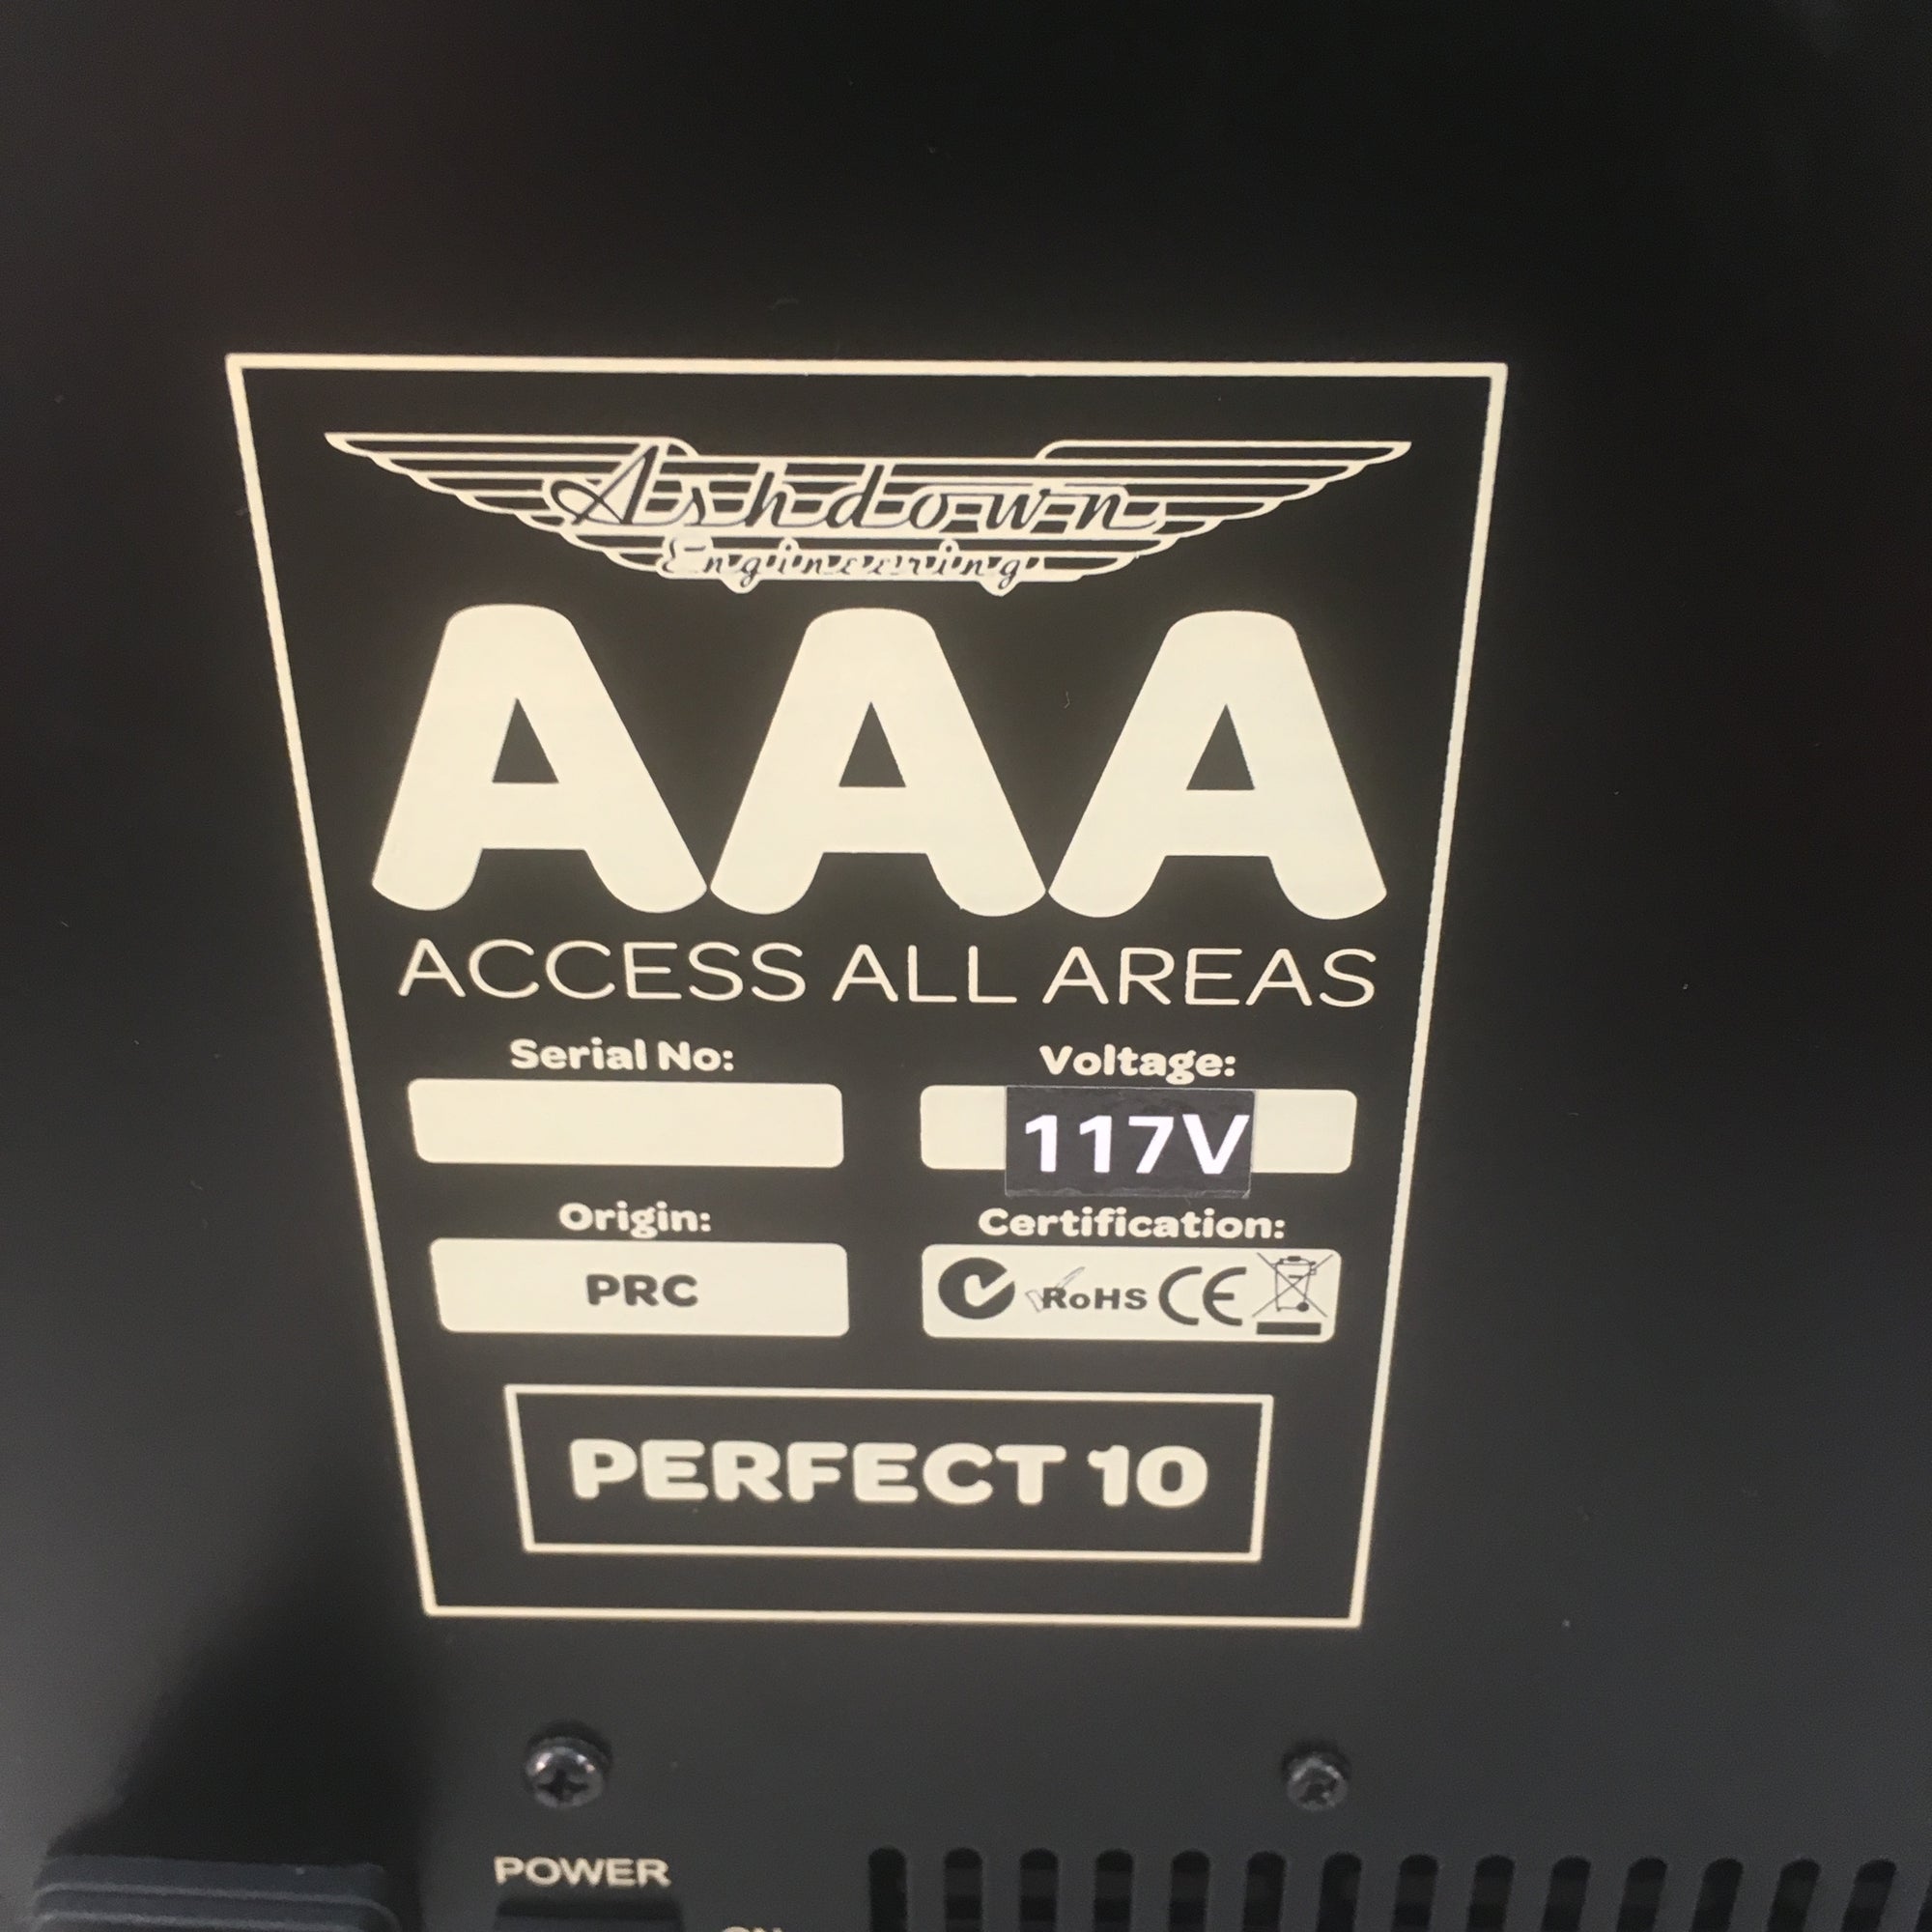 Ashdown
Engineering
AAA
ACCESS ALL AREAS
Serial No:
Voltage:
117V
Origin:
Certification:
PRC
RoHS CE
PERFECT 10
POWER